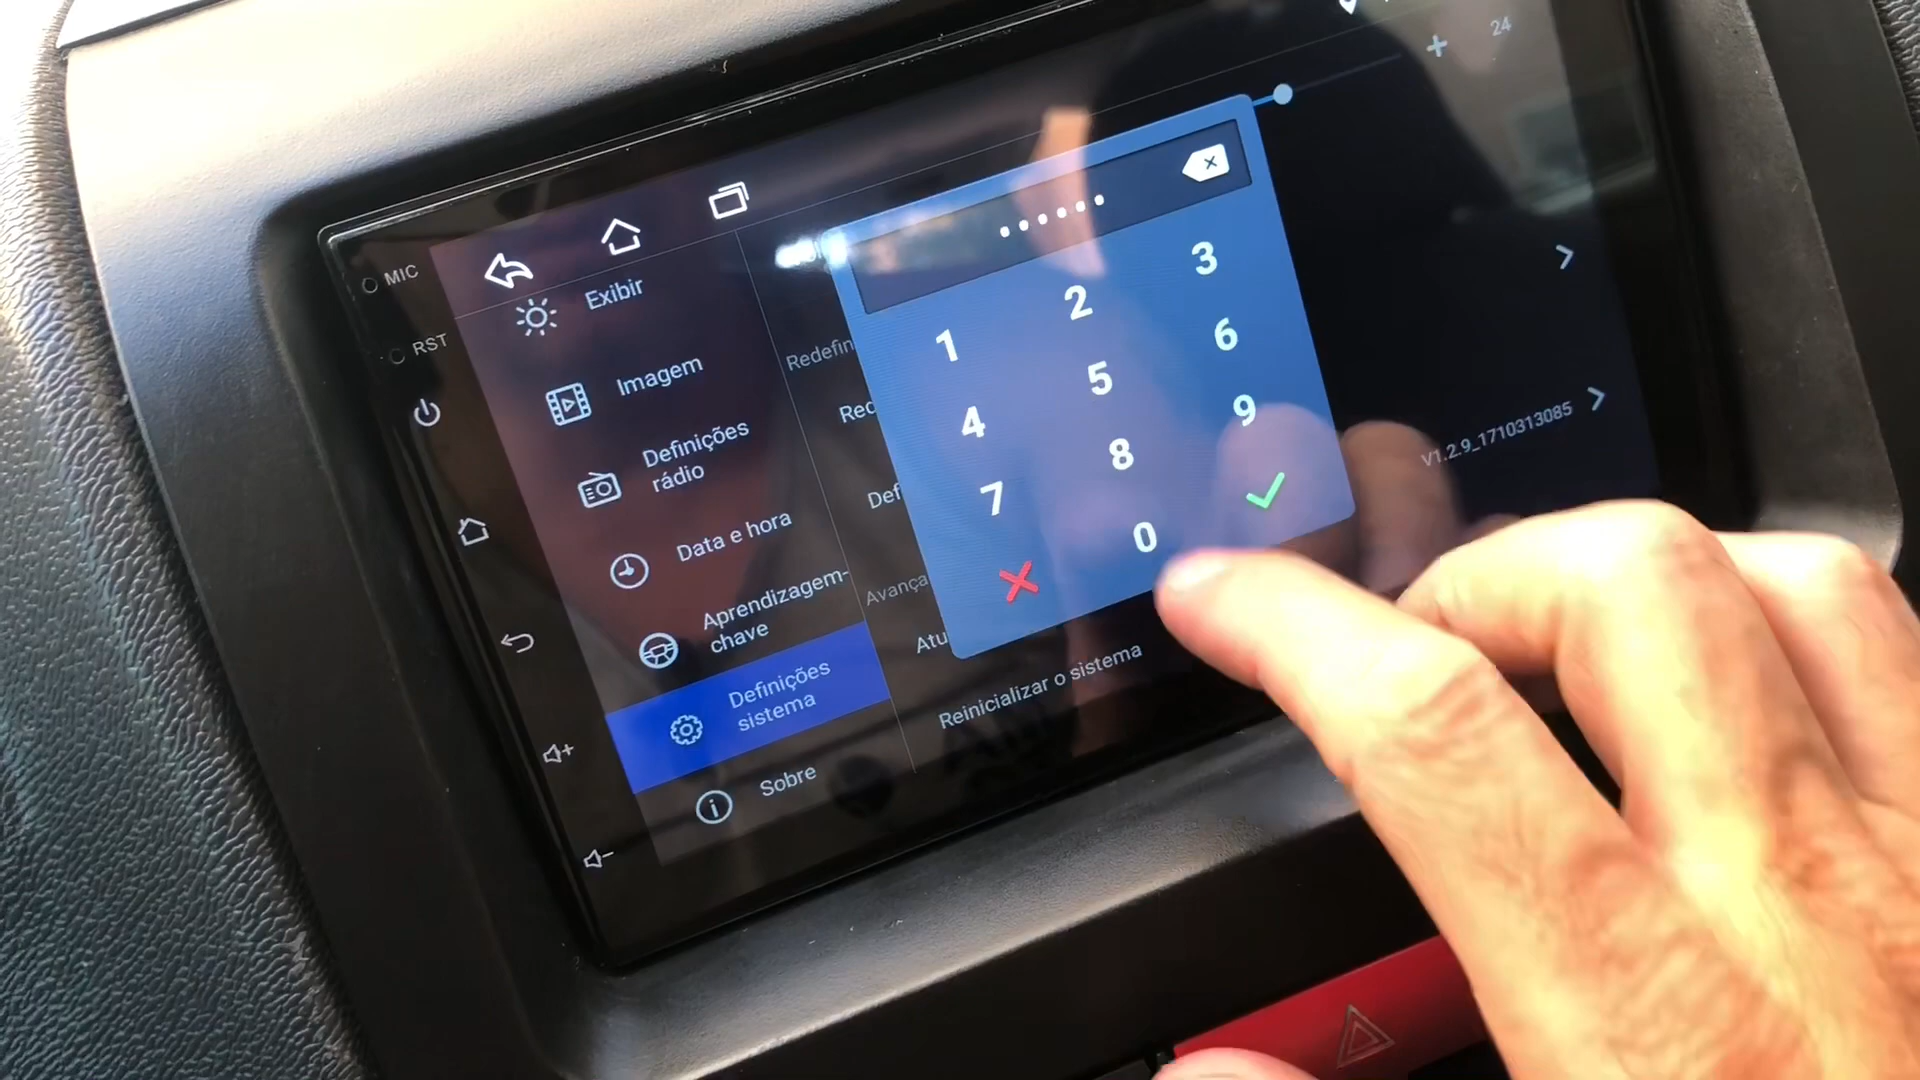 MIC
RST
24
Exibir
Imagem
Definições
rádio
Data e hora
Aprendizagem-
chave
Definições
sistema
Sobre
Redefin
Rec
Def
Avança
Atu
Reinicializar o sistema
V1.2.9_1710313085
1 2 3
4 5 6
7 8 9
0